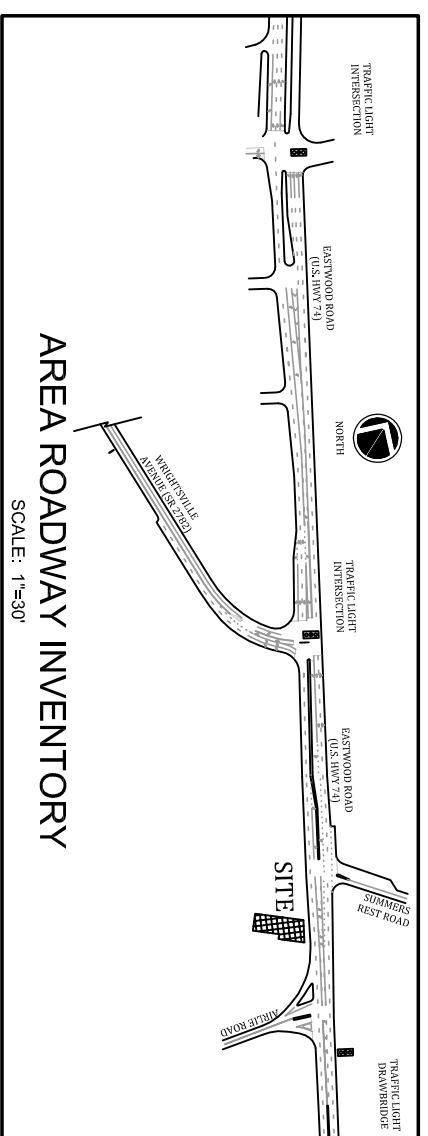 TRAFFIC LIGHT
INTERSECTION
EASTWOOD ROAD
(U.S. HWY 74)
NORTH
WRIGHTSVILLE
AVENUE (SR 2782)
TRAFFIC LIGHT
INTERSECTION
EASTWOOD ROAD
(U.S. HWY 74)
SUMMERS
REST ROAD
SITE
AIRLIE ROAD
TRAFFIC LIGHT
DRAWBRIDGE
AREA ROADWAY INVENTORY
SCALE: 1"=30'